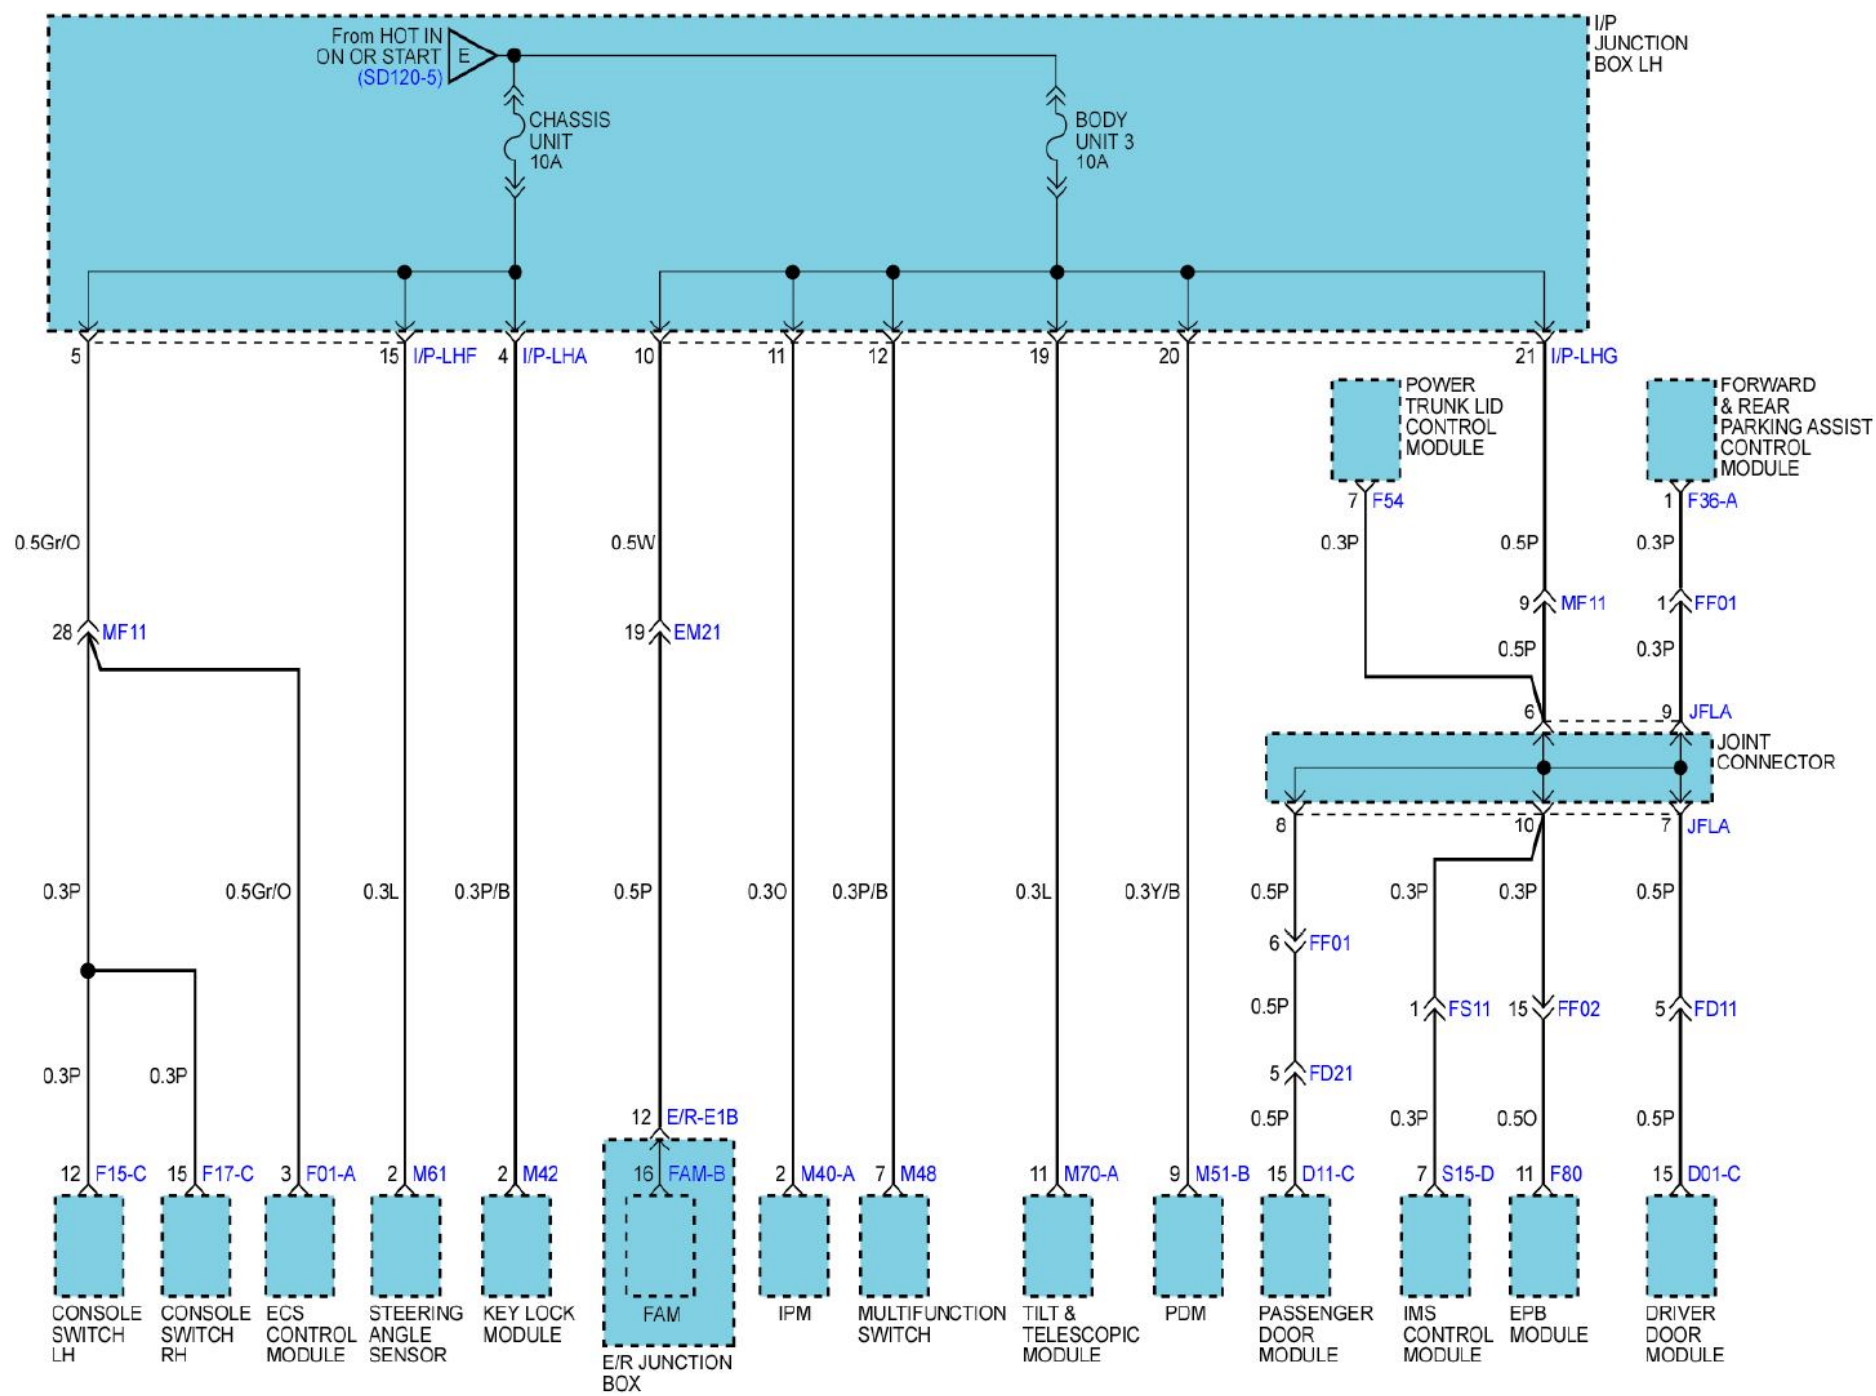 From HOT IN
ON OR START
(SD120-5)
E
I/P
JUNCTION
BOX LH
CHASSIS
UNIT
10A
BODY
UNIT 3
10A
5
15 I/P-LHF
4 I/P-LHA
10
11
12
19
20
21 I/P-LHG
POWER
TRUNK LID
CONTROL
MODULE
FORWARD
& REAR
PARKING ASSIST
CONTROL
MODULE
7 F54
1 F36-A
0.5Gr/O
0.5W
0.3P
0.5P
0.3P
9 MF11
1 FF01
28 MF11
19 EM21
0.5P
0.3P
6
9 JFLA
JOINT
CONNECTOR
8
10
7 JFLA
0.3P
0.5Gr/O
0.3L
0.3P/B
0.5P
0.3O
0.3P/B
0.3L
0.3Y/B
0.5P
0.3P
0.3P
0.5P
6 FF01
0.5P
1 FS11
15 FF02
5 FD11
0.3P
0.3P
5 FD21
12 E/R-E1B
0.5P
0.3P
0.5O
0.5P
12 F15-C
15 F17-C
3 F01-A
2 M61
2 M42
16 FAM-B
2 M40-A
7 M48
11 M70-A
9 M51-B
15 D11-C
7 S15-D
11 F80
15 D01-C
CONSOLE
SWITCH
LH
CONSOLE
SWITCH
RH
ECS
CONTROL
MODULE
STEERING
ANGLE
SENSOR
KEY LOCK
MODULE
FAM
E/R JUNCTION
BOX
IPM
MULTIFUNCTION
SWITCH
TILT &
TELESCOPIC
MODULE
PDM
PASSENGER
DOOR
MODULE
IMS
CONTROL
MODULE
EPB
MODULE
DRIVER
DOOR
MODULE